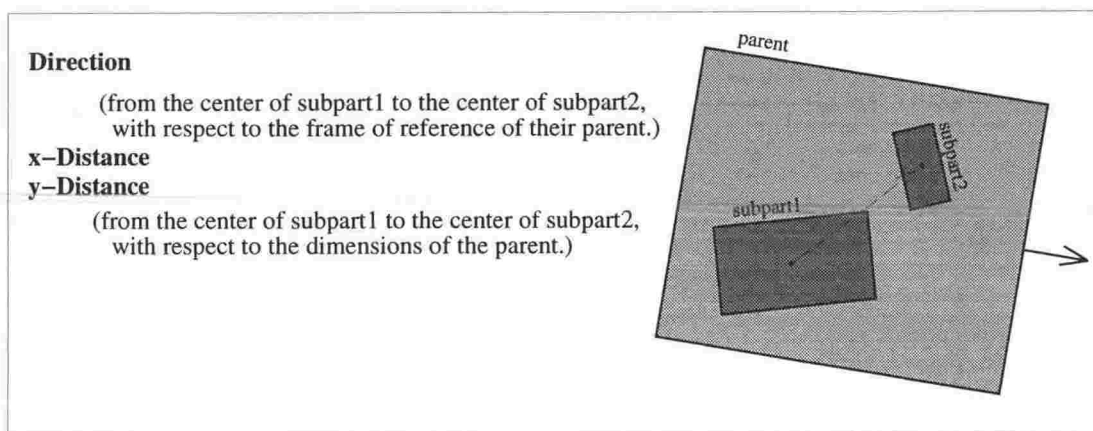 Direction
(from the center of subpart1 to the center of subpart2,
with respect to the frame of reference of their parent.)
x–Distance
y–Distance
(from the center of subpart1 to the center of subpart2,
with respect to the dimensions of the parent.)
parent
subpart2
subpart1